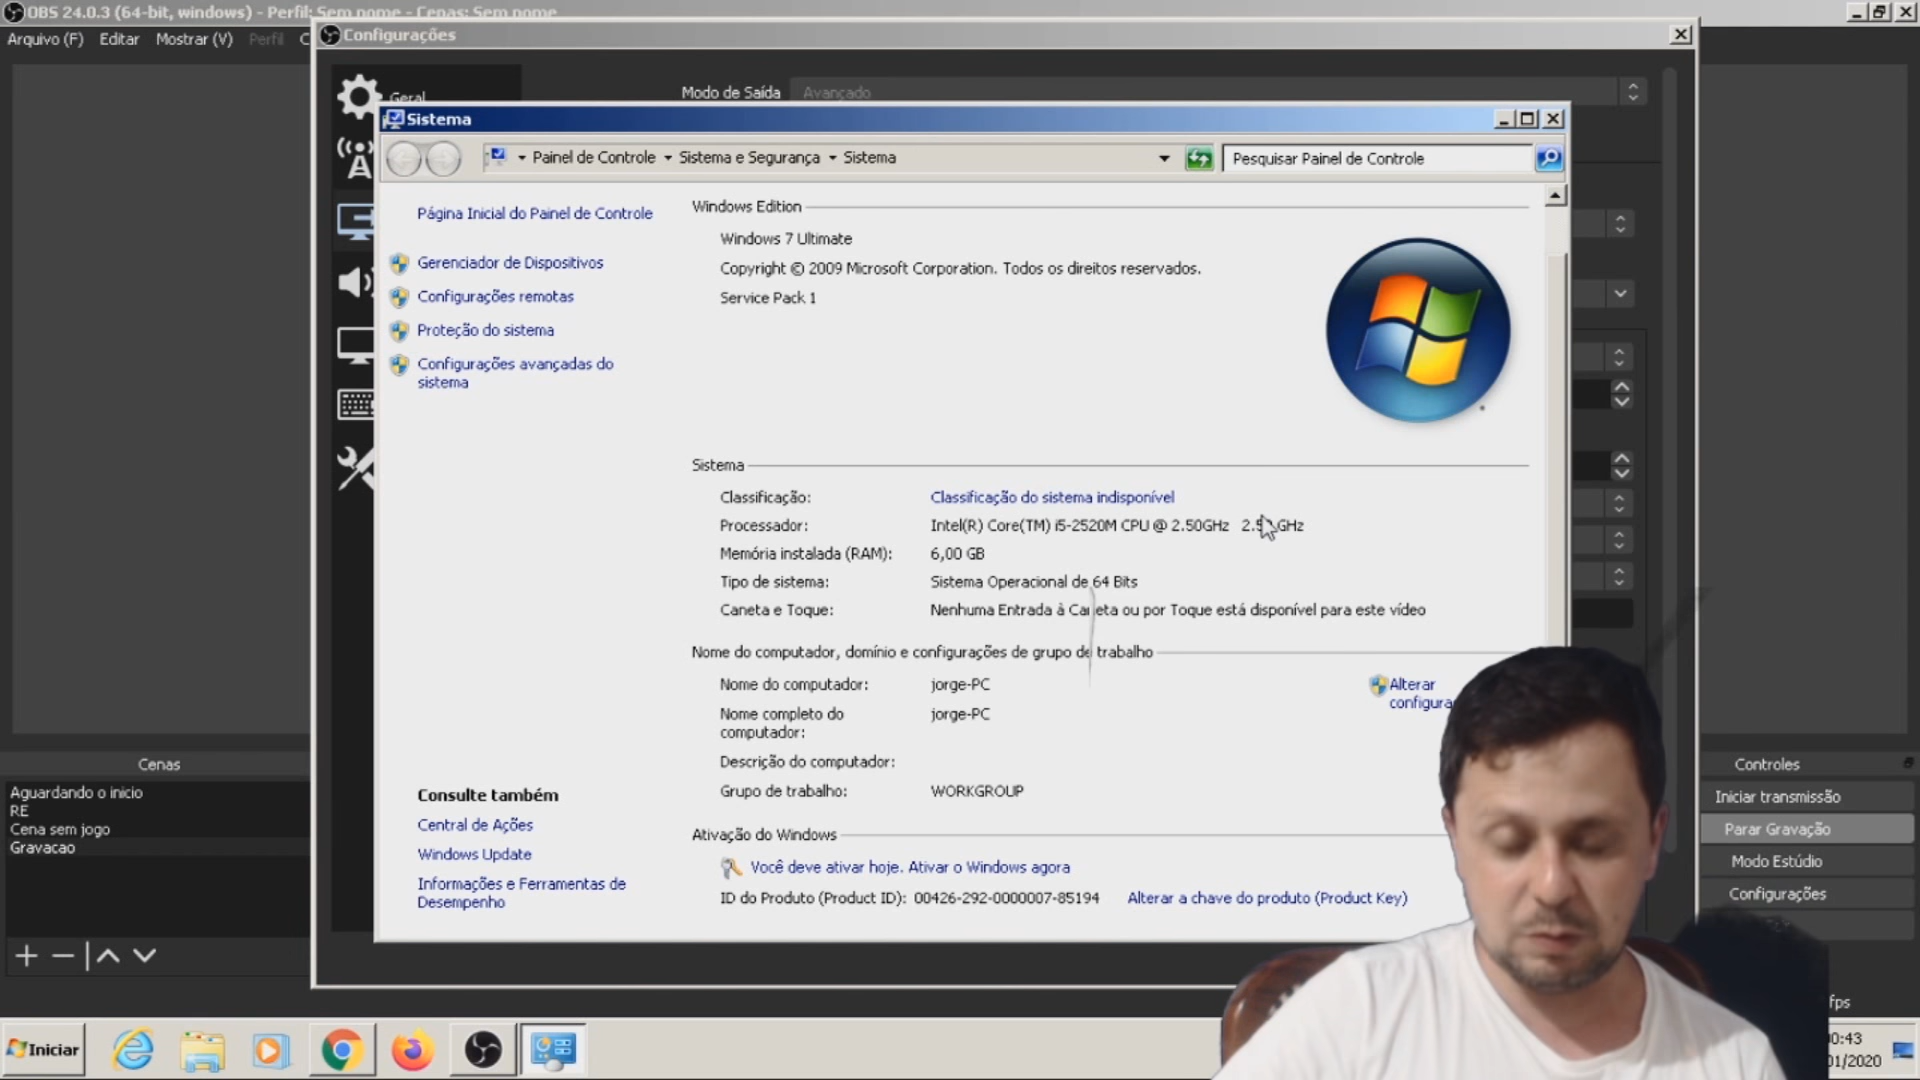 OBS 24.0.3 (64-bit, windows) - Perfil: Sem nome - Cenas: Sem nome
Arquivo (F) Editar Mostrar (V) Perfil C
Configurações
Geral
Modo de Saída Avançado
Sistema
Painel de Controle Sistema e Segurança Sistema
Pesquisar Painel de Controle
Página Inicial do Painel de Controle
Gerenciador de Dispositivos
Configurações remotas
Proteção do sistema
Configurações avançadas do
sistema
Windows Edition
Windows 7 Ultimate
Copyright © 2009 Microsoft Corporation. Todos os direitos reservados.
Service Pack 1
Sistema
Classificação: Classificação do sistema indisponível
Processador: Intel(R) Core(TM) i5-2520M CPU @ 2.50GHz GHz
Memória instalada (RAM): 6,00 GB
Tipo de sistema: Sistema Operacional de 64 Bits
Caneta e Toque: Nenhuma Entrada à Caneta ou por Toque está disponível para este vídeo
Nome do computador, domínio e configurações de grupo de trabalho
Nome do computador: jorge-PC
Alterar
configura
Nome completo do
computador: jorge-PC
Descrição do computador:
Grupo de trabalho: WORKGROUP
Ativação do Windows
Você deve ativar hoje. Ativar o Windows agora
ID do Produto (Product ID): 00426-292-0000007-85194 Alterar a chave do produto (Product Key)
Consulte também
Central de Ações
Windows Update
Informações e Ferramentas de
Desempenho
Cenas
Aguardando o inicio
RE
Cena sem jogo
Gravacao
Controles
Iniciar transmissão
Parar Gravação
Modo Estúdio
Configurações
fps
Iniciar
0:43
01/2020